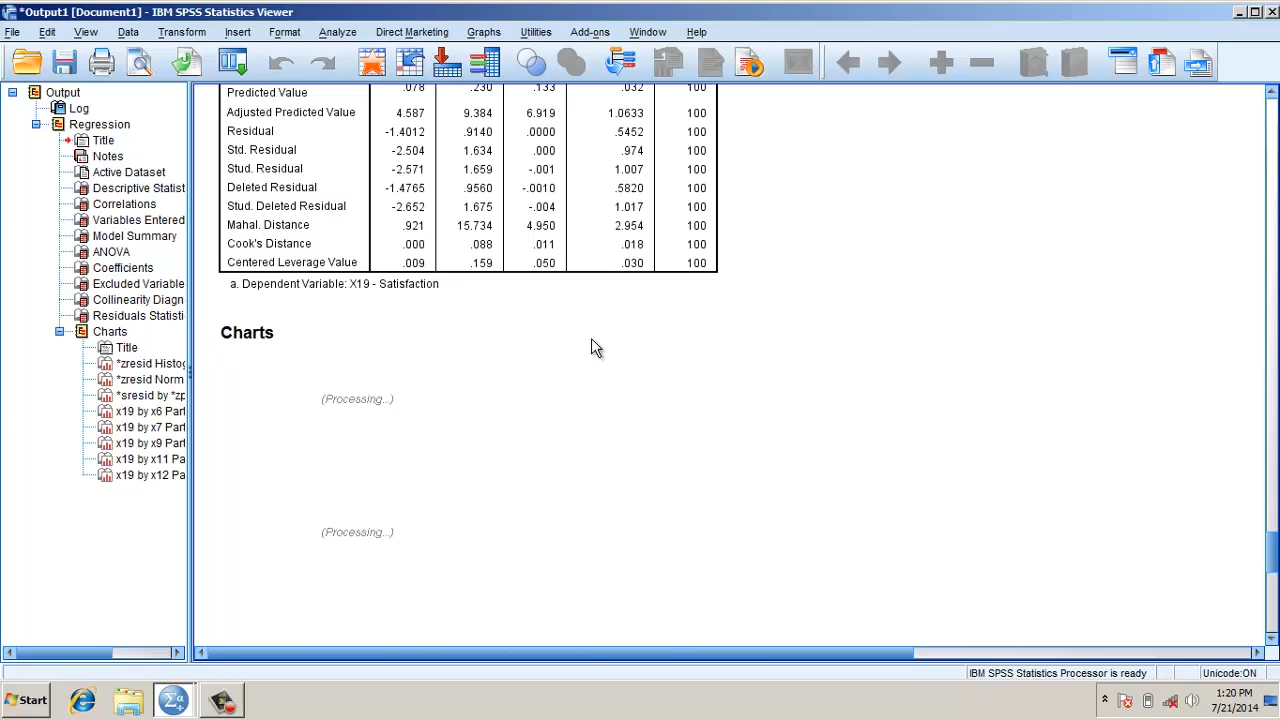 *Output1 [Document1] - IBM SPSS Statistics Viewer
File Edit View Data Transform Insert Format Analyze Direct Marketing Graphs Utilities Add-ons Window Help
Output
Log
Regression
Title
Notes
Active Dataset
Descriptive Statist
Correlations
Variables Entered
Model Summary
ANOVA
Coefficients
Excluded Variable
Collinearity Diagn
Residuals Statisti
Charts
Title
*zresid Histog
*zresid Norm
*sresid by *zp
x19 by x6 Part
x19 by x7 Part
x19 by x9 Part
x19 by x11 Pa
x19 by x12 Pa
Predicted Value .078 .230 .133 .032 100
Adjusted Predicted Value 4.587 9.384 6.919 1.0633 100
Residual -1.4012 .9140 .0000 .5452 100
Std. Residual -2.504 1.634 .000 .974 100
Stud. Residual -2.571 1.659 -.001 1.007 100
Deleted Residual -1.4765 .9560 -.0010 .5820 100
Stud. Deleted Residual -2.652 1.675 -.004 1.017 100
Mahal. Distance .921 15.734 4.950 2.954 100
Cook's Distance .000 .088 .011 .018 100
Centered Leverage Value .009 .159 .050 .030 100
a. Dependent Variable: X19 - Satisfaction
Charts
(Processing...)
(Processing...)
IBM SPSS Statistics Processor is ready Unicode:ON
Start
1:20 PM
7/21/2014